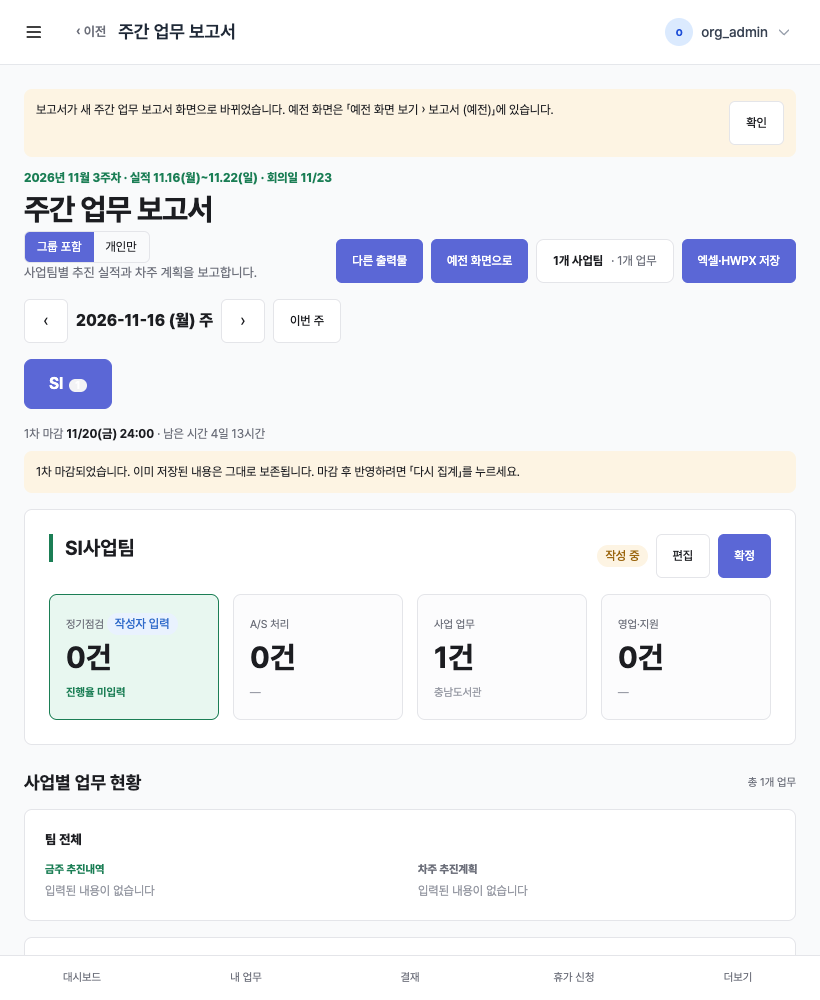 ‹ 이전 주간 업무 보고서
o org_admin
보고서가 새 주간 업무 보고서 화면으로 바뀌었습니다. 예전 화면은 「예전 화면 보기 › 보고서 (예전)」에 있습니다.
확인
2026년 11월 3주차 · 실적 11.16(월)~11.22(일) · 회의일 11/23
주간 업무 보고서
그룹 포함 개인만
사업팀별 추진 실적과 차주 계획을 보고합니다.
다른 출력물 예전 화면으로 1개 사업팀 · 1개 업무 엑셀·HWPX 저장
‹ 2026-11-16 (월) 주 › 이번 주
SI
1차 마감 11/20(금) 24:00 · 남은 시간 4일 13시간
1차 마감되었습니다. 이미 저장된 내용은 그대로 보존됩니다. 마감 후 반영하려면 「다시 집계」를 누르세요.
SI사업팀
작성 중 편집 확정
정기점검 작성자 입력
0건
진행율 미입력
A/S 처리
0건
—
사업 업무
1건
충남도서관
영업·지원
0건
—
사업별 업무 현황
총 1개 업무
팀 전체
금주 추진내역
입력된 내용이 없습니다
차주 추진계획
입력된 내용이 없습니다
대시보드 내 업무 결재 휴가 신청 더보기